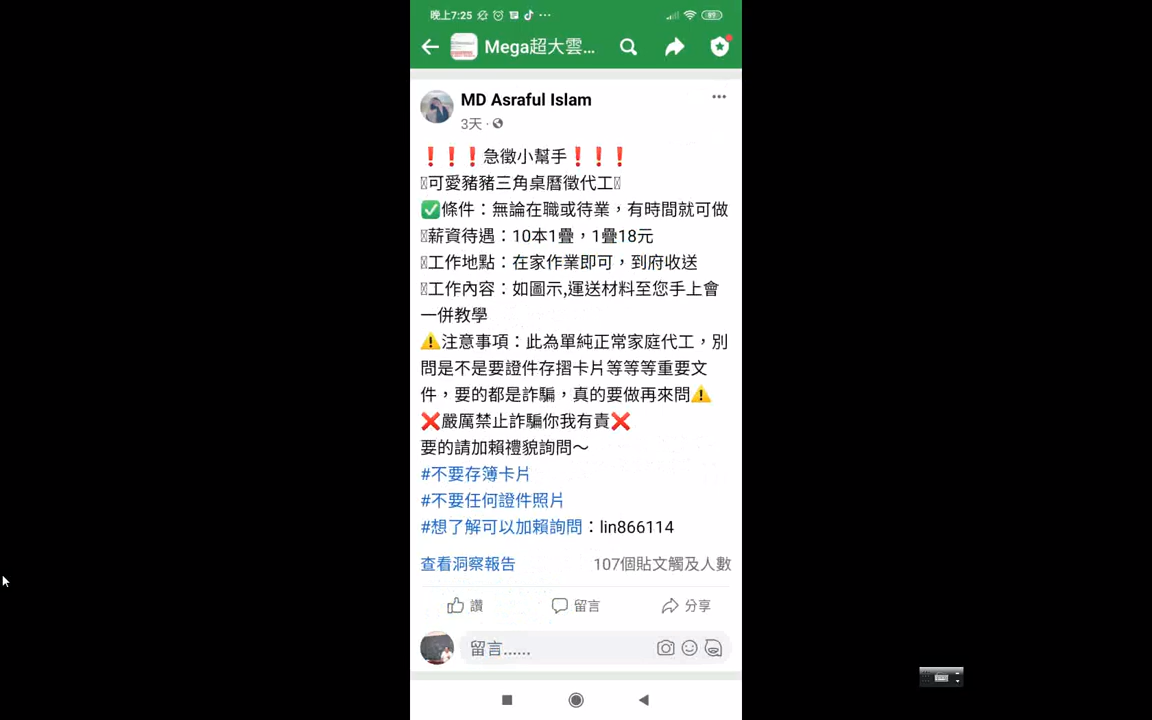 晚上7:25
89
Mega超大雲...
MD Asraful Islam
3天 ·
❗❗❗急徵小幫手❗❗❗
可愛豬豬三角桌曆徵代工
✅條件：無論在職或待業，有時間就可做
薪資待遇：10本1疊，1疊18元
工作地點：在家作業即可，到府收送
工作內容：如圖示,運送材料至您手上會
一併教學
⚠️注意事項：此為單純正常家庭代工，別
問是不是要證件存摺卡片等等等重要文
件，要的都是詐騙，真的要做再來問⚠️
❌嚴厲禁止詐騙你我有責❌
要的請加賴禮貌詢問～
#不要存簿卡片
#不要任何證件照片
#想了解可以加賴詢問：lin866114
查看洞察報告 107個貼文觸及人數
讚 留言 分享
留言......